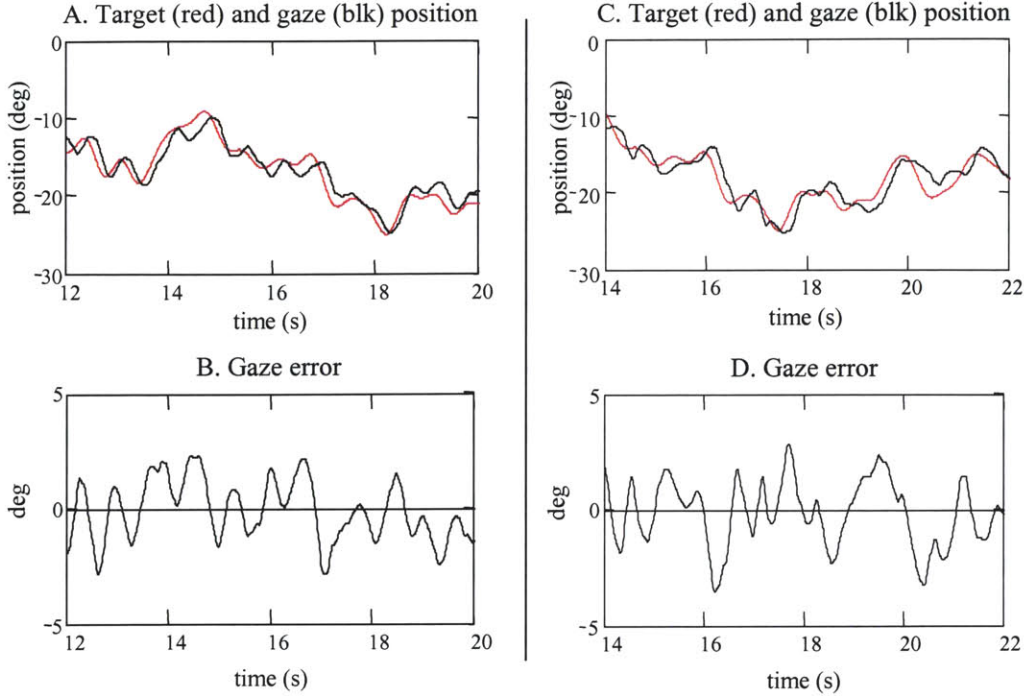 A. Target (red) and gaze (blk) position
0
-10
-20
-30
position (deg)
12 14 16 18 20
time (s)
B. Gaze error
5
0
-5
deg
12 14 16 18 20
time (s)
C. Target (red) and gaze (blk) position
0
-10
-20
-30
position (deg)
14 16 18 20 22
time (s)
D. Gaze error
5
0
-5
deg
14 16 18 20 22
time (s)